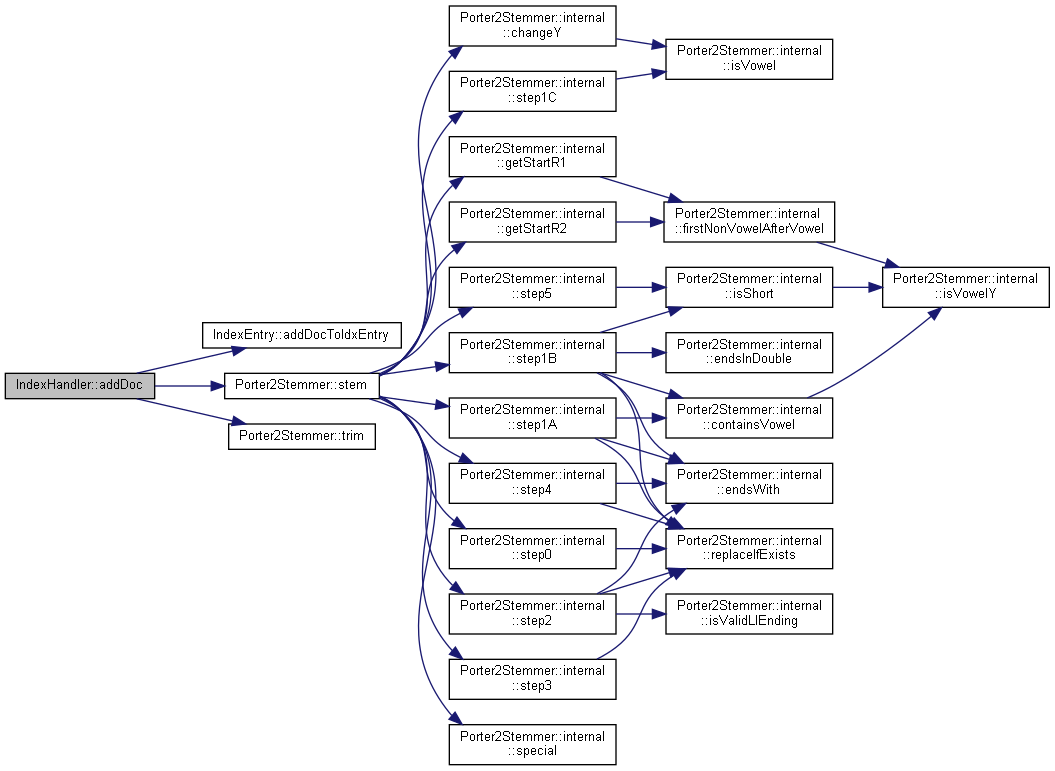 IndexHandler::addDoc
IndexEntry::addDocToIdxEntry
Porter2Stemmer::stem
Porter2Stemmer::trim
Porter2Stemmer::internal
::changeY
Porter2Stemmer::internal
::step1C
Porter2Stemmer::internal
::getStartR1
Porter2Stemmer::internal
::getStartR2
Porter2Stemmer::internal
::step5
Porter2Stemmer::internal
::step1B
Porter2Stemmer::internal
::step1A
Porter2Stemmer::internal
::step4
Porter2Stemmer::internal
::step0
Porter2Stemmer::internal
::step2
Porter2Stemmer::internal
::step3
Porter2Stemmer::internal
::special
Porter2Stemmer::internal
::isVowel
Porter2Stemmer::internal
::firstNonVowelAfterVowel
Porter2Stemmer::internal
::isShort
Porter2Stemmer::internal
::endsInDouble
Porter2Stemmer::internal
::containsVowel
Porter2Stemmer::internal
::endsWith
Porter2Stemmer::internal
::replaceIfExists
Porter2Stemmer::internal
::isValidLIEnding
Porter2Stemmer::internal
::isVowelY